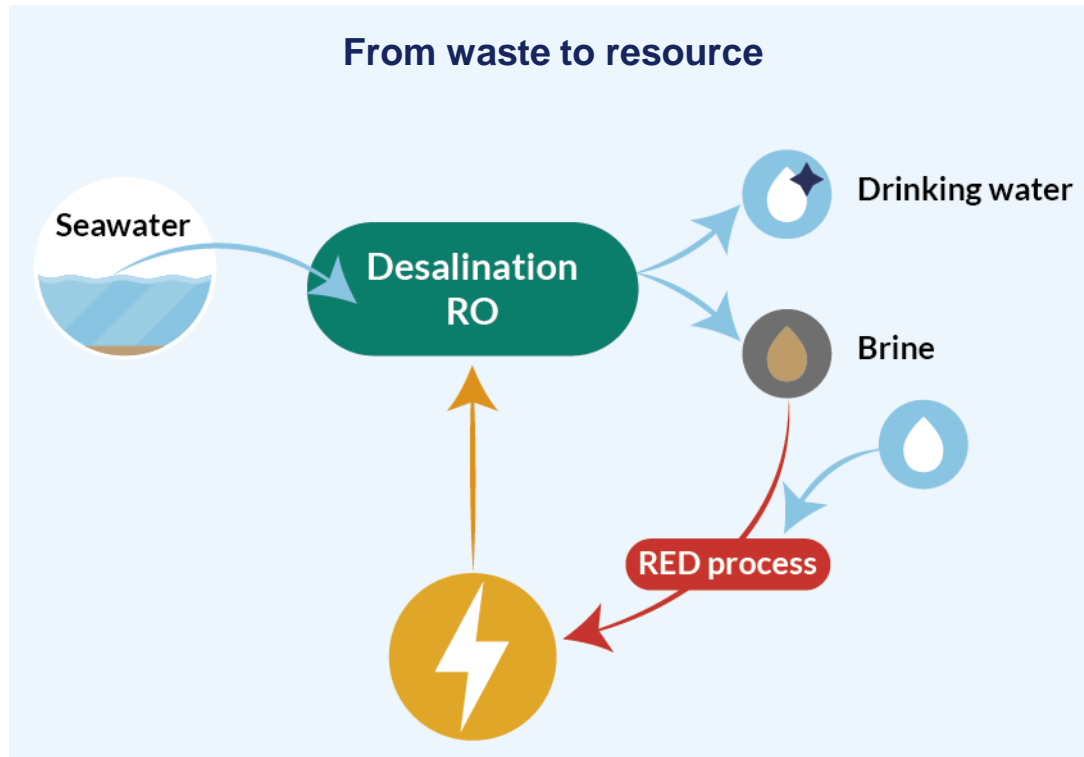 From waste to resource
Seawater
Desalination
RO
Drinking water
Brine
RED process